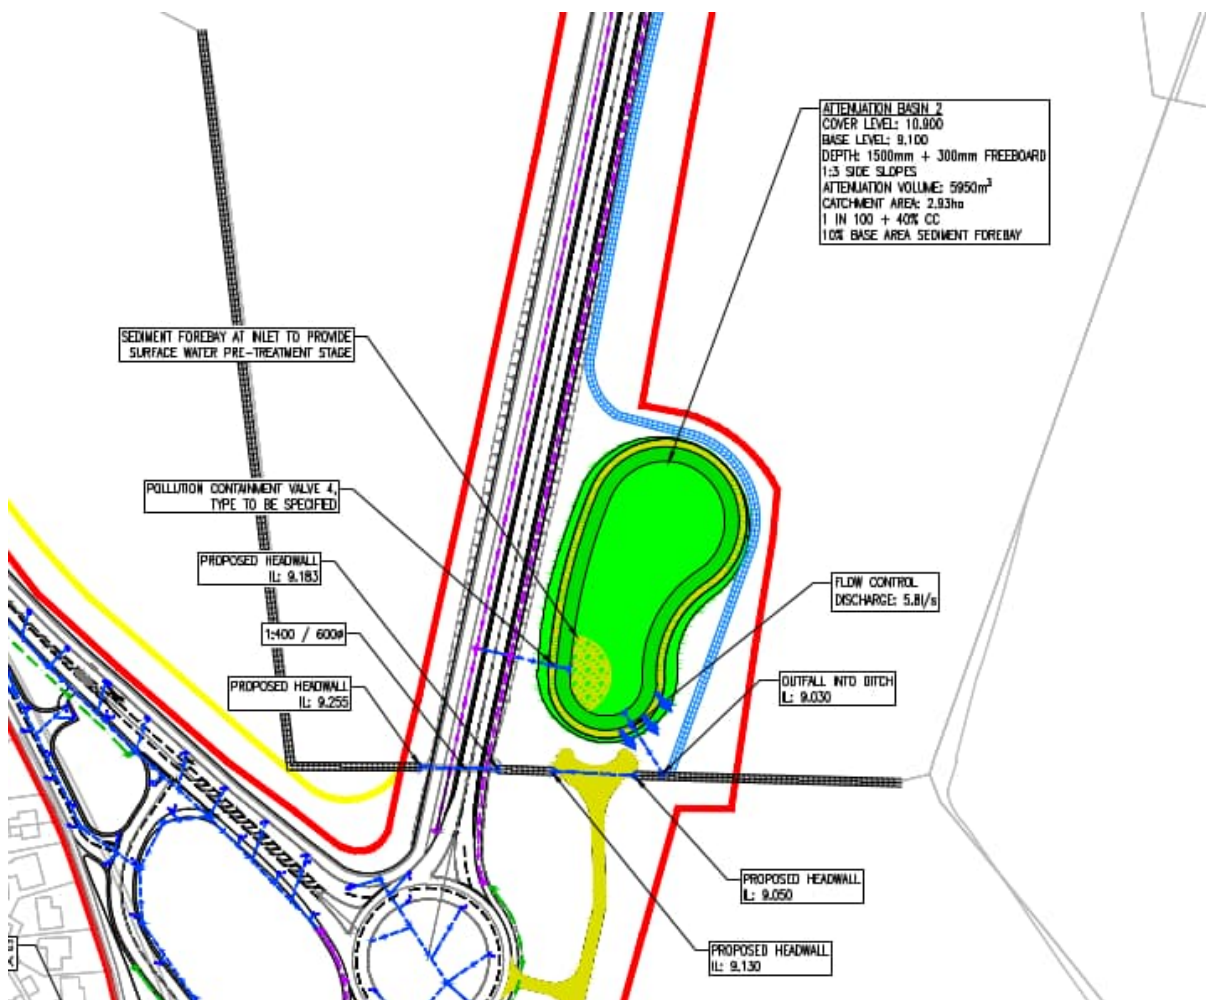 ATTENUATION BASIN 2
COVER LEVEL: 10.900
BASE LEVEL: 9.100
DEPTH: 1500mm + 300mm FREEBOARD
1:3 SIDE SLOPES
ATTENUATION VOLUME: 5950m³
CATCHMENT AREA: 2.93ha
1 IN 100 + 40% CC
10% BASE AREA SEDIMENT FOREBAY
SEDIMENT FOREBAY AT INLET TO PROVIDE
SURFACE WATER PRE-TREATMENT STAGE
POLLUTION CONTAINMENT VALVE 4,
TYPE TO BE SPECIFIED
PROPOSED HEADWALL
IL: 9.183
FLOW CONTROL
DISCHARGE: 5.8l/s
1:400 / 600ø
PROPOSED HEADWALL
IL: 9.255
OUTFALL INTO DITCH
IL: 9.030
PROPOSED HEADWALL
IL: 9.050
PROPOSED HEADWALL
IL: 9.130